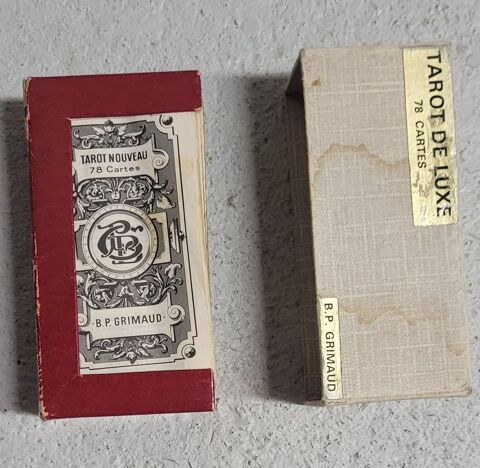 TAROT NOUVEAU
78 Cartes
B.P. GRIMAUD
TAROT DE LUXE
78 CARTES
B.P. GRIMAUD